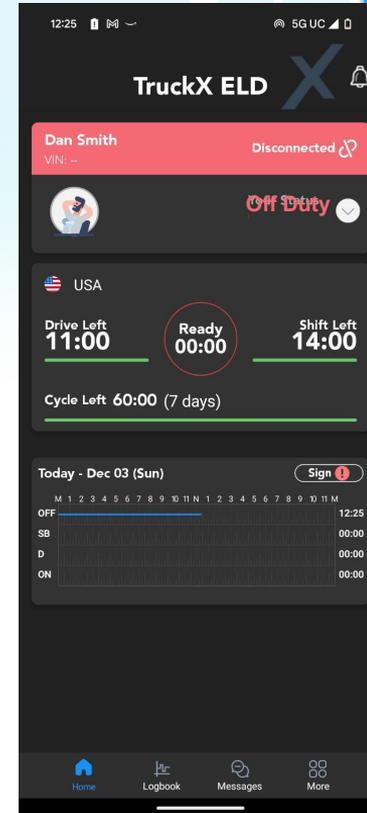 12:25 5G UC
TruckX ELD
Dan Smith
VIN: --
Disconnected
Your Status
Off Duty
USA
Drive Left
11:00
Ready
00:00
Shift Left
14:00
Cycle Left 60:00 (7 days)
Today - Dec 03 (Sun) Sign
M 1 2 3 4 5 6 7 8 9 10 11 N 1 2 3 4 5 6 7 8 9 10 11 M
OFF 12:25
SB 00:00
D 00:00
ON 00:00
Home Logbook Messages More